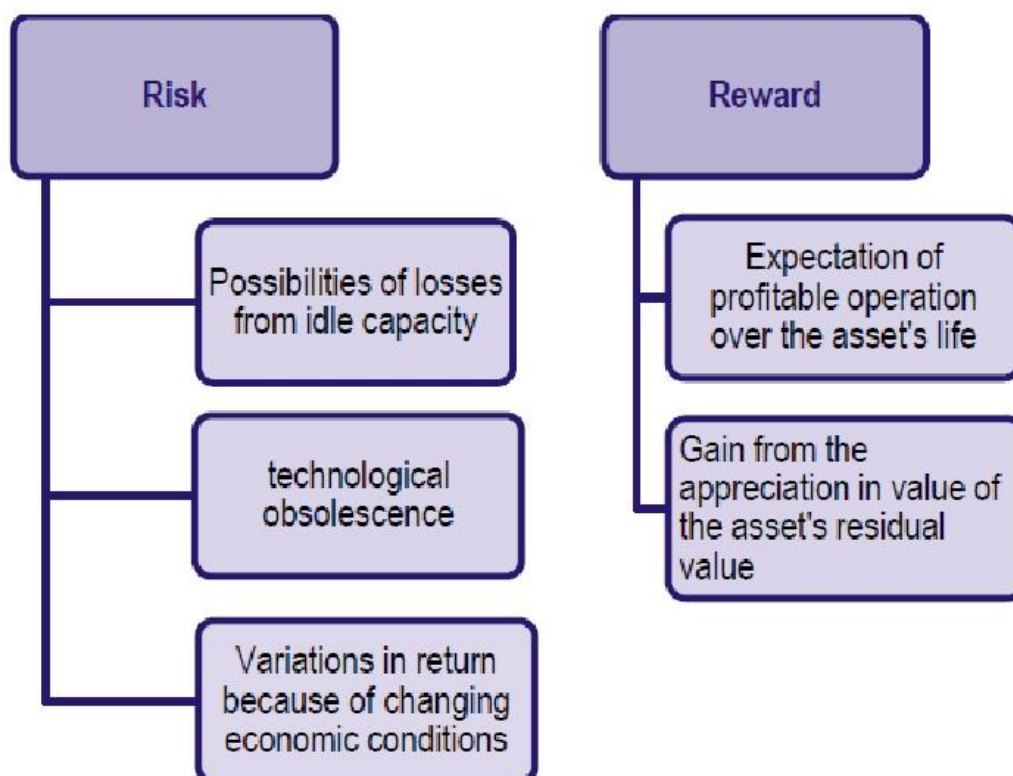 Risk
Possibilities of losses
from idle capacity
technological
obsolescence
Variations in return
because of changing
economic conditions
Reward
Expectation of
profitable operation
over the asset's life
Gain from the
appreciation in value of
the asset's residual
value